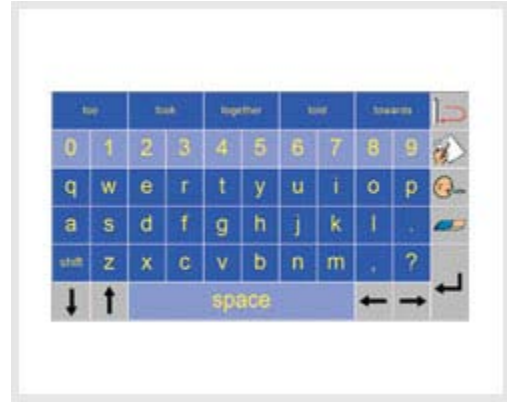 too took together told towards
0 1 2 3 4 5 6 7 8 9
q w e r t y u i o p
a s d f g h j k l .
shift z x c v b n m , ?
space